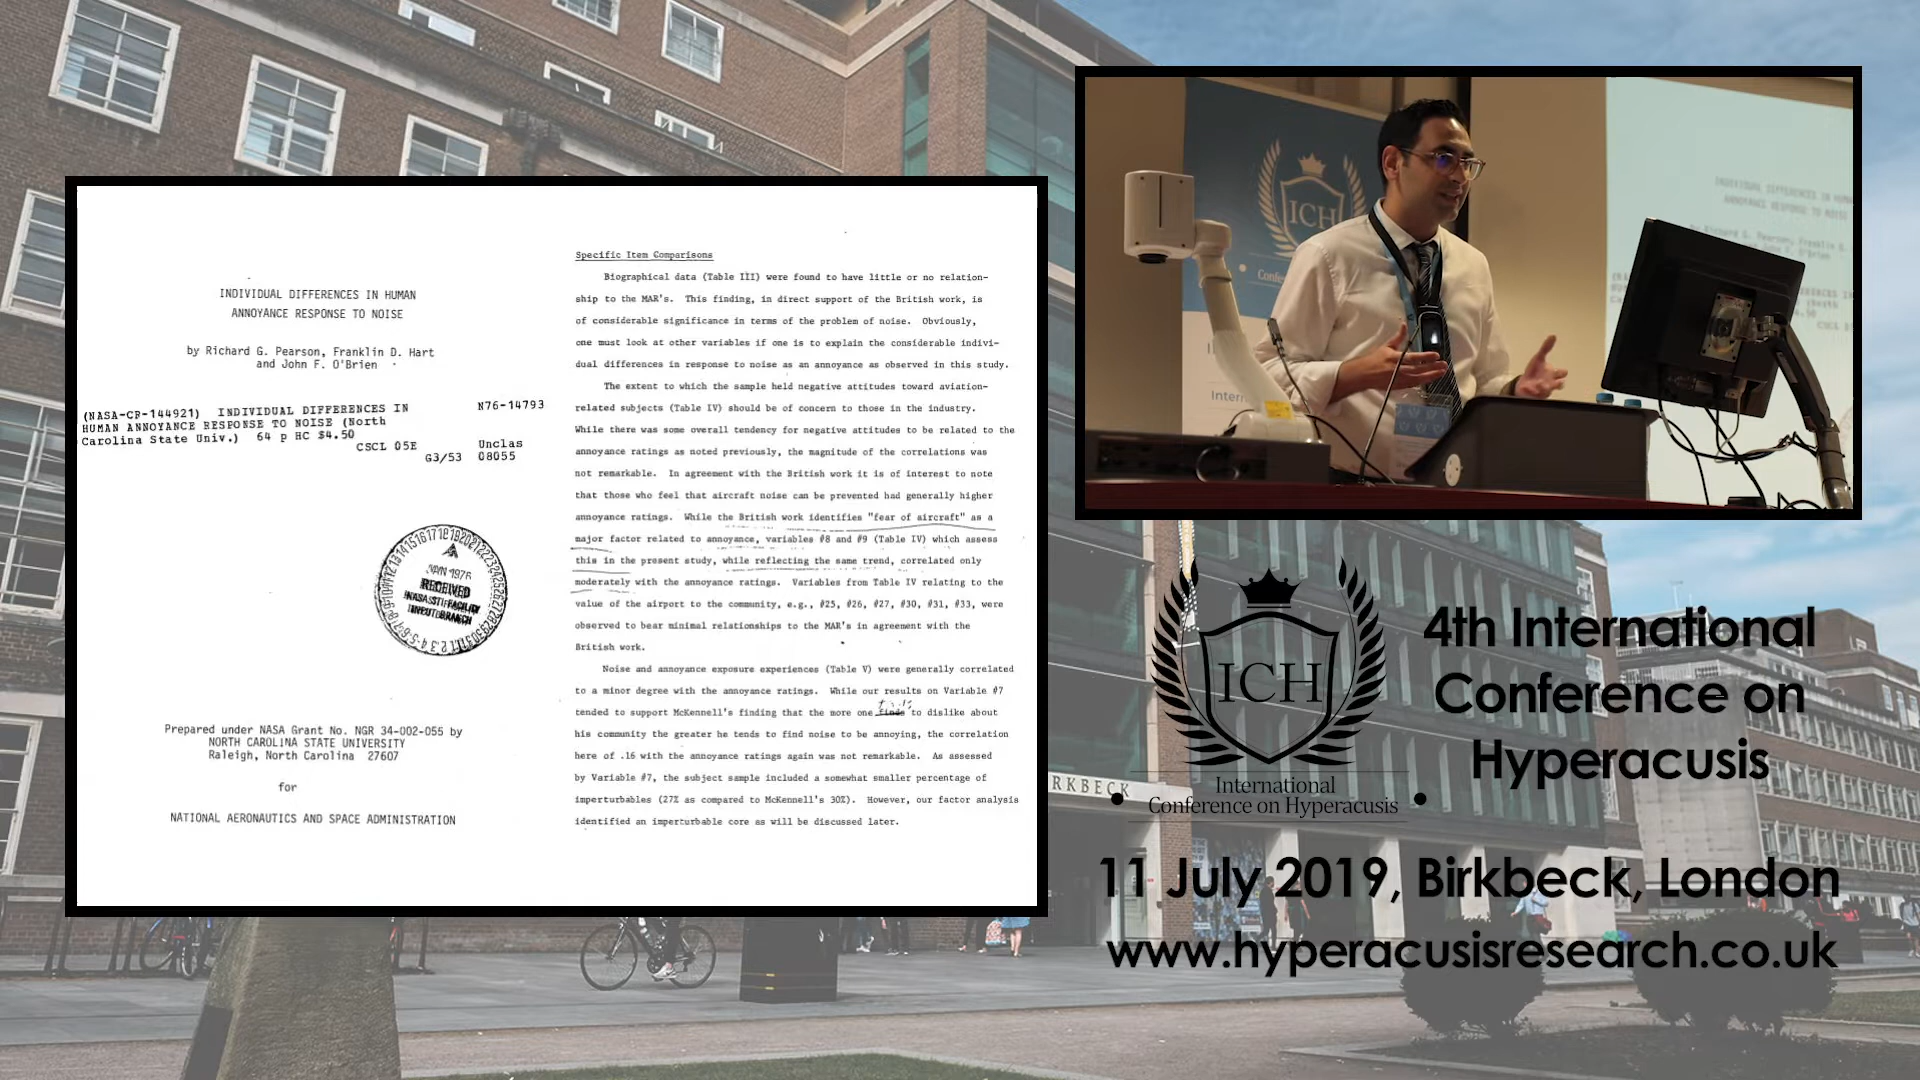 INDIVIDUAL DIFFERENCES IN HUMAN
ANNOYANCE RESPONSE TO NOISE
by Richard G. Pearson, Franklin D. Hart
and John F. O'Brien
(NASA-CR-144921) INDIVIDUAL DIFFERENCES IN
HUMAN ANNOYANCE RESPONSE TO NOISE (North
Carolina State Univ.) 64 p HC $4.50
CSCL 05E
N76-14793
Unclas
G3/53 08055
JAN 1976
RECEIVED
NASA STI FACILITY
INPUT BRANCH
Prepared under NASA Grant No. NGR 34-002-055 by
NORTH CAROLINA STATE UNIVERSITY
Raleigh, North Carolina 27607
for
NATIONAL AERONAUTICS AND SPACE ADMINISTRATION
Specific Item Comparisons
Biographical data (Table III) were found to have little or no relation-
ship to the MAR's. This finding, in direct support of the British work, is
of considerable significance in terms of the problem of noise. Obviously,
one must look at other variables if one is to explain the considerable indivi-
dual differences in response to noise as an annoyance as observed in this study.
The extent to which the sample held negative attitudes toward aviation-
related subjects (Table IV) should be of concern to those in the industry.
While there was some overall tendency for negative attitudes to be related to the
annoyance ratings as noted previously, the magnitude of the correlations was
not remarkable. In agreement with the British work it is of interest to note
that those who feel that aircraft noise can be prevented had generally higher
annoyance ratings. While the British work identifies "fear of aircraft" as a
major factor related to annoyance, variables #8 and #9 (Table IV) which assess
this in the present study, while reflecting the same trend, correlated only
moderately with the annoyance ratings. Variables from Table IV relating to the
value of the airport to the community, e.g., #25, #26, #27, #30, #31, #33, were
observed to bear minimal relationships to the MAR's in agreement with the
British work.
Noise and annoyance exposure experiences (Table V) were generally correlated
to a minor degree with the annoyance ratings. While our results on Variable #7
tended to support McKennell's finding that the more one finds to dislike about
his community the greater he tends to find noise to be annoying, the correlation
here of .16 with the annoyance ratings again was not remarkable. As assessed
by Variable #7, the subject sample included a somewhat smaller percentage of
imperturbables (27% as compared to McKennell's 30%). However, our factor analysis
identified an imperturbable core as will be discussed later.
ICH
ICH
International
Conference on Hyperacusis
4th International
Conference on
Hyperacusis
RKBECK
11 July 2019, Birkbeck, London
www.hyperacusisresearch.co.uk